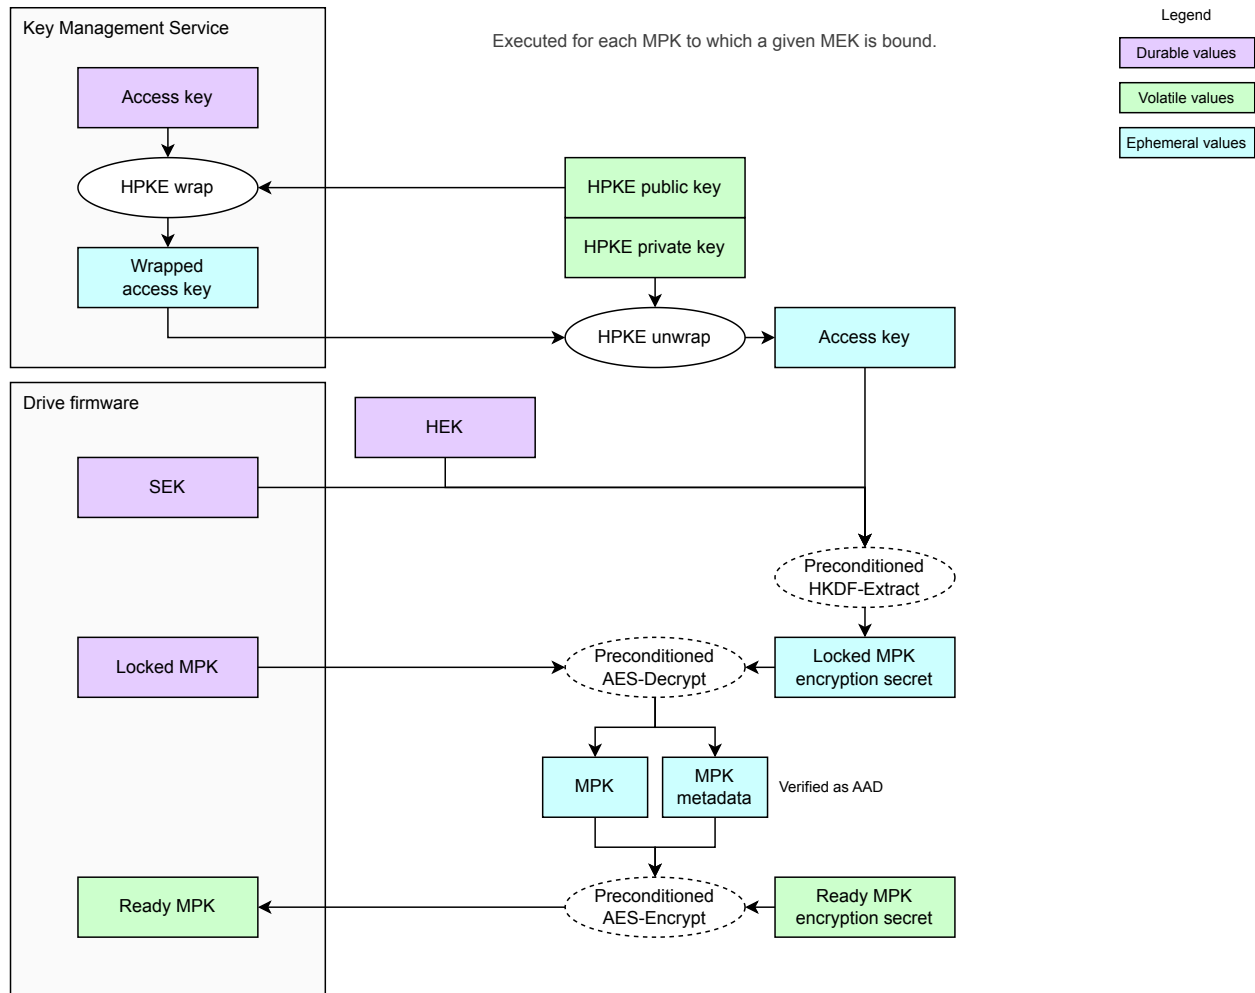 Key Management Service
Executed for each MPK to which a given MEK is bound.
Legend
Durable values
Volatile values
Ephemeral values
Access key
HPKE wrap
HPKE public key
HPKE private key
Wrapped
access key
HPKE unwrap
Access key
Drive firmware
HEK
SEK
Preconditioned
HKDF-Extract
Locked MPK
Preconditioned
AES-Decrypt
Locked MPK
encryption secret
MPK
MPK
metadata
Verified as AAD
Ready MPK
Preconditioned
AES-Encrypt
Ready MPK
encryption secret